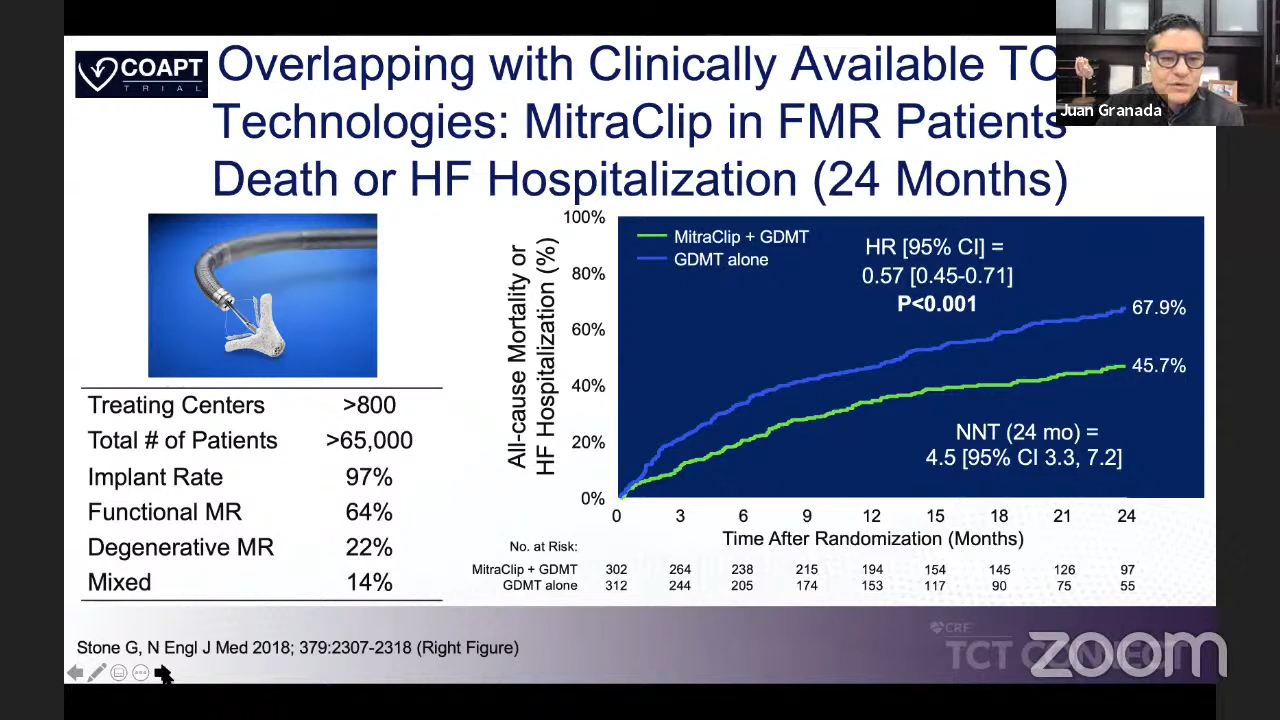 COAPT
TRIAL
Overlapping with Clinically Available
Technologies: MitraClip in FMR Patients
Death or HF Hospitalization (24 Months)
Juan Granada
Treating Centers >800
Total # of Patients >65,000
Implant Rate 97%
Functional MR 64%
Degenerative MR 22%
Mixed 14%
All-cause Mortality or
HF Hospitalization (%)
100%
80%
60%
40%
20%
0%
MitraClip + GDMT
GDMT alone
HR [95% CI] =
0.57 [0.45-0.71]
P<0.001
67.9%
45.7%
NNT (24 mo) =
4.5 [95% CI 3.3, 7.2]
0 3 6 9 12 15 18 21 24
Time After Randomization (Months)
No. at Risk:
MitraClip + GDMT 302 264 238 215 194 154 145 126 97
GDMT alone 312 244 205 174 153 117 90 75 55
Stone G, N Engl J Med 2018; 379:2307-2318 (Right Figure)
CRF
TCT CONNECT
zoom